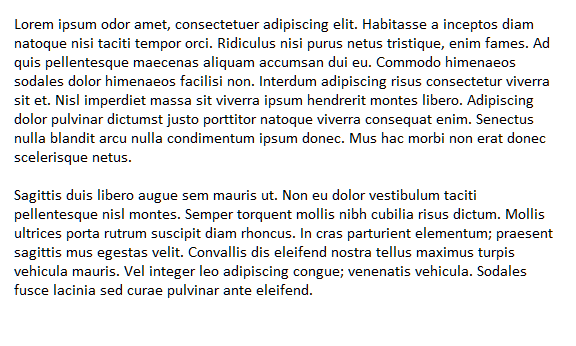 Lorem ipsum odor amet, consectetuer adipiscing elit. Habitasse a inceptos diam
natoque nisi taciti tempor orci. Ridiculus nisi purus netus tristique, enim fames. Ad
quis pellentesque maecenas aliquam accumsan dui eu. Commodo himenaeos
sodales dolor himenaeos facilisi non. Interdum adipiscing risus consectetur viverra
sit et. Nisl imperdiet massa sit viverra ipsum hendrerit montes libero. Adipiscing
dolor pulvinar dictumst justo porttitor natoque viverra consequat enim. Senectus
nulla blandit arcu nulla condimentum ipsum donec. Mus hac morbi non erat donec
scelerisque netus.

Sagittis duis libero augue sem mauris ut. Non eu dolor vestibulum taciti
pellentesque nisl montes. Semper torquent mollis nibh cubilia risus dictum. Mollis
ultrices porta rutrum suscipit diam rhoncus. In cras parturient elementum; praesent
sagittis mus egestas velit. Convallis dis eleifend nostra tellus maximus turpis
vehicula mauris. Vel integer leo adipiscing congue; venenatis vehicula. Sodales
fusce lacinia sed curae pulvinar ante eleifend.